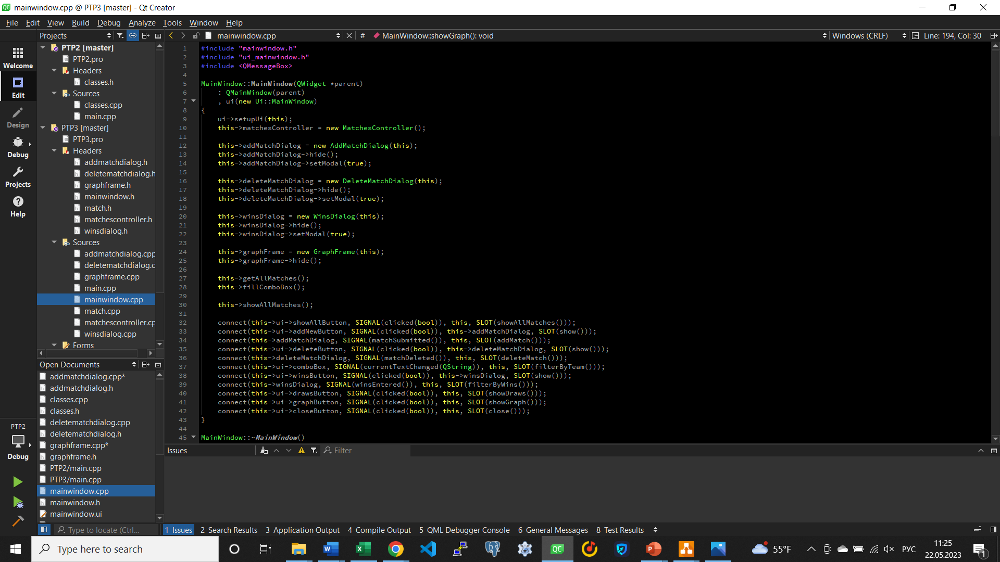 mainwindow.cpp @ PTP3 [master] - Qt Creator
File Edit View Build Debug Analyze Tools Window Help
Projects
mainwindow.cpp
# MainWindow::showGraph(): void
Windows (CRLF)
Line: 194, Col: 30
Welcome
Edit
Design
Debug
Projects
Help
PTP2
Debug
PTP2 [master]
PTP2.pro
Headers
classes.h
Sources
classes.cpp
main.cpp
PTP3 [master]
PTP3.pro
Headers
addmatchdialog.h
deletematchdialog.h
graphframe.h
mainwindow.h
match.h
matchescontroller.h
winsdialog.h
Sources
addmatchdialog.cpp
deletematchdialog.c
graphframe.cpp
main.cpp
mainwindow.cpp
match.cpp
matchescontroller.cp
winsdialog.cpp
Forms
Open Documents
addmatchdialog.cpp*
addmatchdialog.h
classes.cpp
classes.h
deletematchdialog.cpp
deletematchdialog.h
graphframe.cpp*
graphframe.h
PTP2/main.cpp
PTP3/main.cpp
mainwindow.cpp
mainwindow.h
mainwindow.ui
1 #include "mainwindow.h"
2 #include "ui_mainwindow.h"
3 #include <QMessageBox>
4
5 MainWindow::MainWindow(QWidget *parent)
6 : QMainWindow(parent)
7 , ui(new Ui::MainWindow)
8 {
9 ui->setupUi(this);
10 this->matchesController = new MatchesController();
11
12 this->addMatchDialog = new AddMatchDialog(this);
13 this->addMatchDialog->hide();
14 this->addMatchDialog->setModal(true);
15
16 this->deleteMatchDialog = new DeleteMatchDialog(this);
17 this->deleteMatchDialog->hide();
18 this->deleteMatchDialog->setModal(true);
19
20 this->winsDialog = new WinsDialog(this);
21 this->winsDialog->hide();
22 this->winsDialog->setModal(true);
23
24 this->graphFrame = new GraphFrame(this);
25 this->graphFrame->hide();
26
27 this->getAllMatches();
28 this->fillComboBox();
29
30 this->showAllMatches();
31
32 connect(this->ui->showAllButton, SIGNAL(clicked(bool)), this, SLOT(showAllMatches()));
33 connect(this->ui->addNewButton, SIGNAL(clicked(bool)), this->addMatchDialog, SLOT(show()));
34 connect(this->addMatchDialog, SIGNAL(matchSubmitted()), this, SLOT(addMatch()));
35 connect(this->ui->deleteButton, SIGNAL(clicked(bool)), this->deleteMatchDialog, SLOT(show()));
36 connect(this->deleteMatchDialog, SIGNAL(matchDeleted()), this, SLOT(deleteMatch()));
37 connect(this->ui->comboBox, SIGNAL(currentTextChanged(QString)), this, SLOT(filterByTeam()));
38 connect(this->ui->winsButton, SIGNAL(clicked(bool)), this->winsDialog, SLOT(show()));
39 connect(this->winsDialog, SIGNAL(winsEntered()), this, SLOT(filterByWins()));
40 connect(this->ui->drawsButton, SIGNAL(clicked(bool)), this, SLOT(showDraws()));
41 connect(this->ui->graphButton, SIGNAL(clicked(bool)), this, SLOT(showGraph()));
42 connect(this->ui->closeButton, SIGNAL(clicked(bool)), this, SLOT(close()));
43 }
44
45 MainWindow::~MainWindow()
Issues
Filter
Type to locate (Ctrl...
1 Issues 2 Search Results 3 Application Output 4 Compile Output 5 QML Debugger Console 6 General Messages 8 Test Results
Type here to search
55°F
РУС
11:25
22.05.2023
1